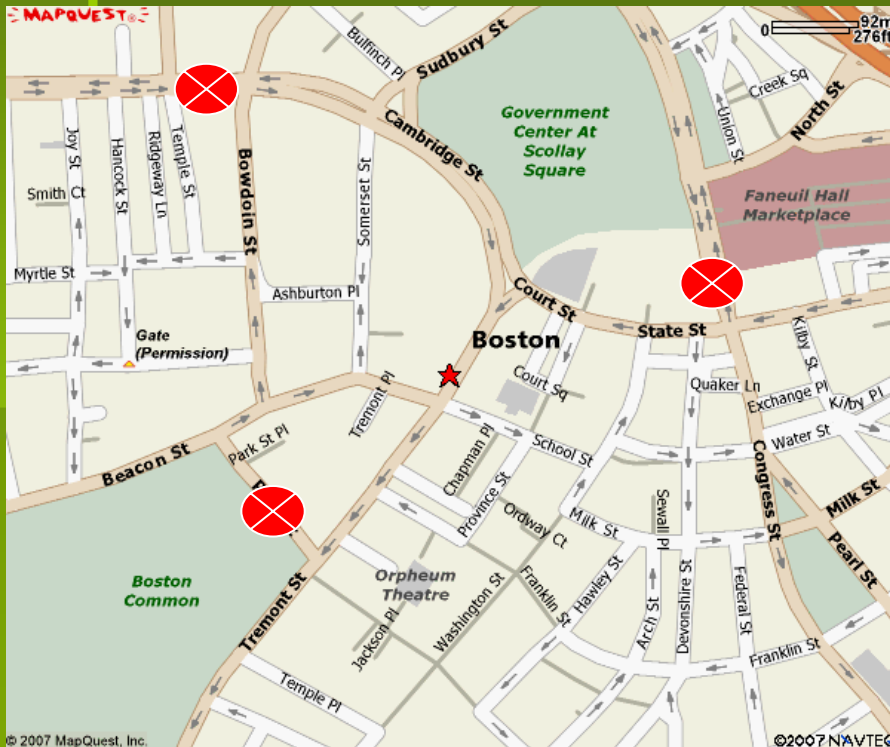 MAPQUEST
0
92m
276ft
Bulfinch Pl
Sudbury St
Creek Sq
North St
Union St
Government
Center At
Scollay
Square
Cambridge St
Faneuil Hall
Marketplace
Joy St
Hancock St
Ridgeway Ln
Temple St
Bowdoin St
Somerset St
Smith Ct
Myrtle St
Ashburton Pl
Court St
State St
Boston
Gate
(Permission)
Kilby St
Court Sq
Quaker Ln
Exchange Pl
Kilby Pl
Tremont Pl
Beacon St
Park St Pl
Chapman Pl
School St
Water St
Congress St
Province St
Ordway Ct
Milk St
Sewall Pl
Milk St
Pearl St
Boston
Common
Orpheum
Theatre
Franklin St
Hawley St
Washington St
Arch St
Devonshire St
Federal St
Tremont St
Jackson Pl
Franklin St
Temple Pl
© 2007 MapQuest, Inc.
©2007 NAVTEQ